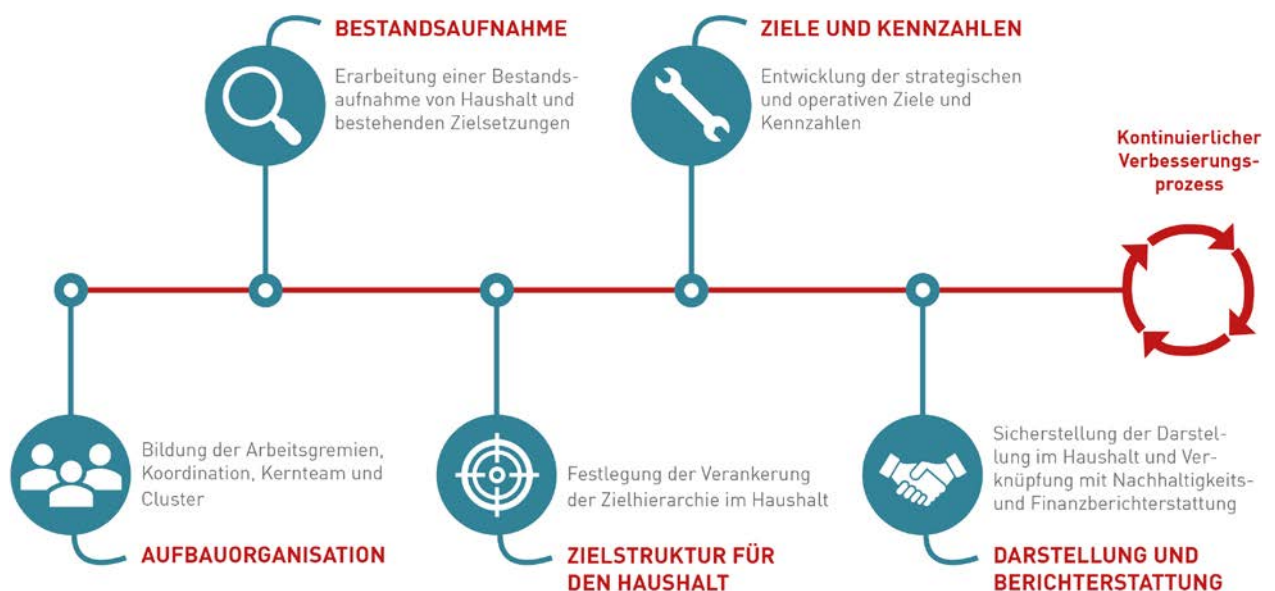 BESTANDSAUFNAHME
Erarbeitung einer Bestands-
aufnahme von Haushalt und
bestehenden Zielsetzungen
ZIELE UND KENNZAHLEN
Entwicklung der strategischen
und operativen Ziele und
Kennzahlen
Kontinuierlicher
Verbesserungs-
prozess
Bildung der Arbeitsgremien,
Koordination, Kernteam und
Cluster
AUFBAUORGANISATION
Festlegung der Verankerung
der Zielhierarchie im Haushalt
ZIELSTRUKTUR FÜR
DEN HAUSHALT
Sicherstellung der Darstel-
lung im Haushalt und Ver-
knüpfung mit Nachhaltigkeits-
und Finanzberichterstattung
DARSTELLUNG UND
BERICHTERSTATTUNG